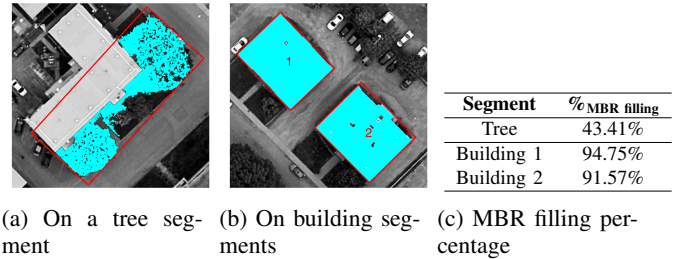 1
2
Segment %MBR filling
Tree 43.41%
Building 1 94.75%
Building 2 91.57%
(a) On a tree seg-
ment
(b) On building seg-
ments
(c) MBR filling per-
centage